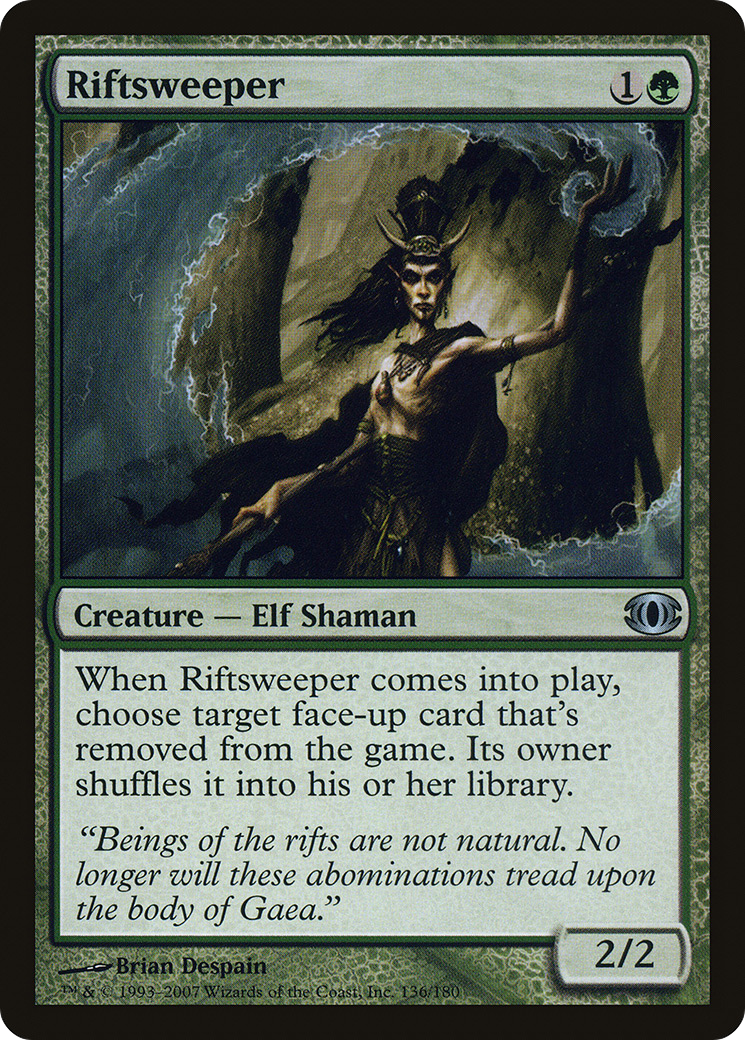 Riftsweeper 1
Creature — Elf Shaman
When Riftsweeper comes into play,
choose target face-up card that's
removed from the game. Its owner
shuffles it into his or her library.
“Beings of the rifts are not natural. No
longer will these abominations tread upon
the body of Gaea.”
2/2
Brian Despain
™ & © 1993–2007 Wizards of the Coast, Inc. 136/180